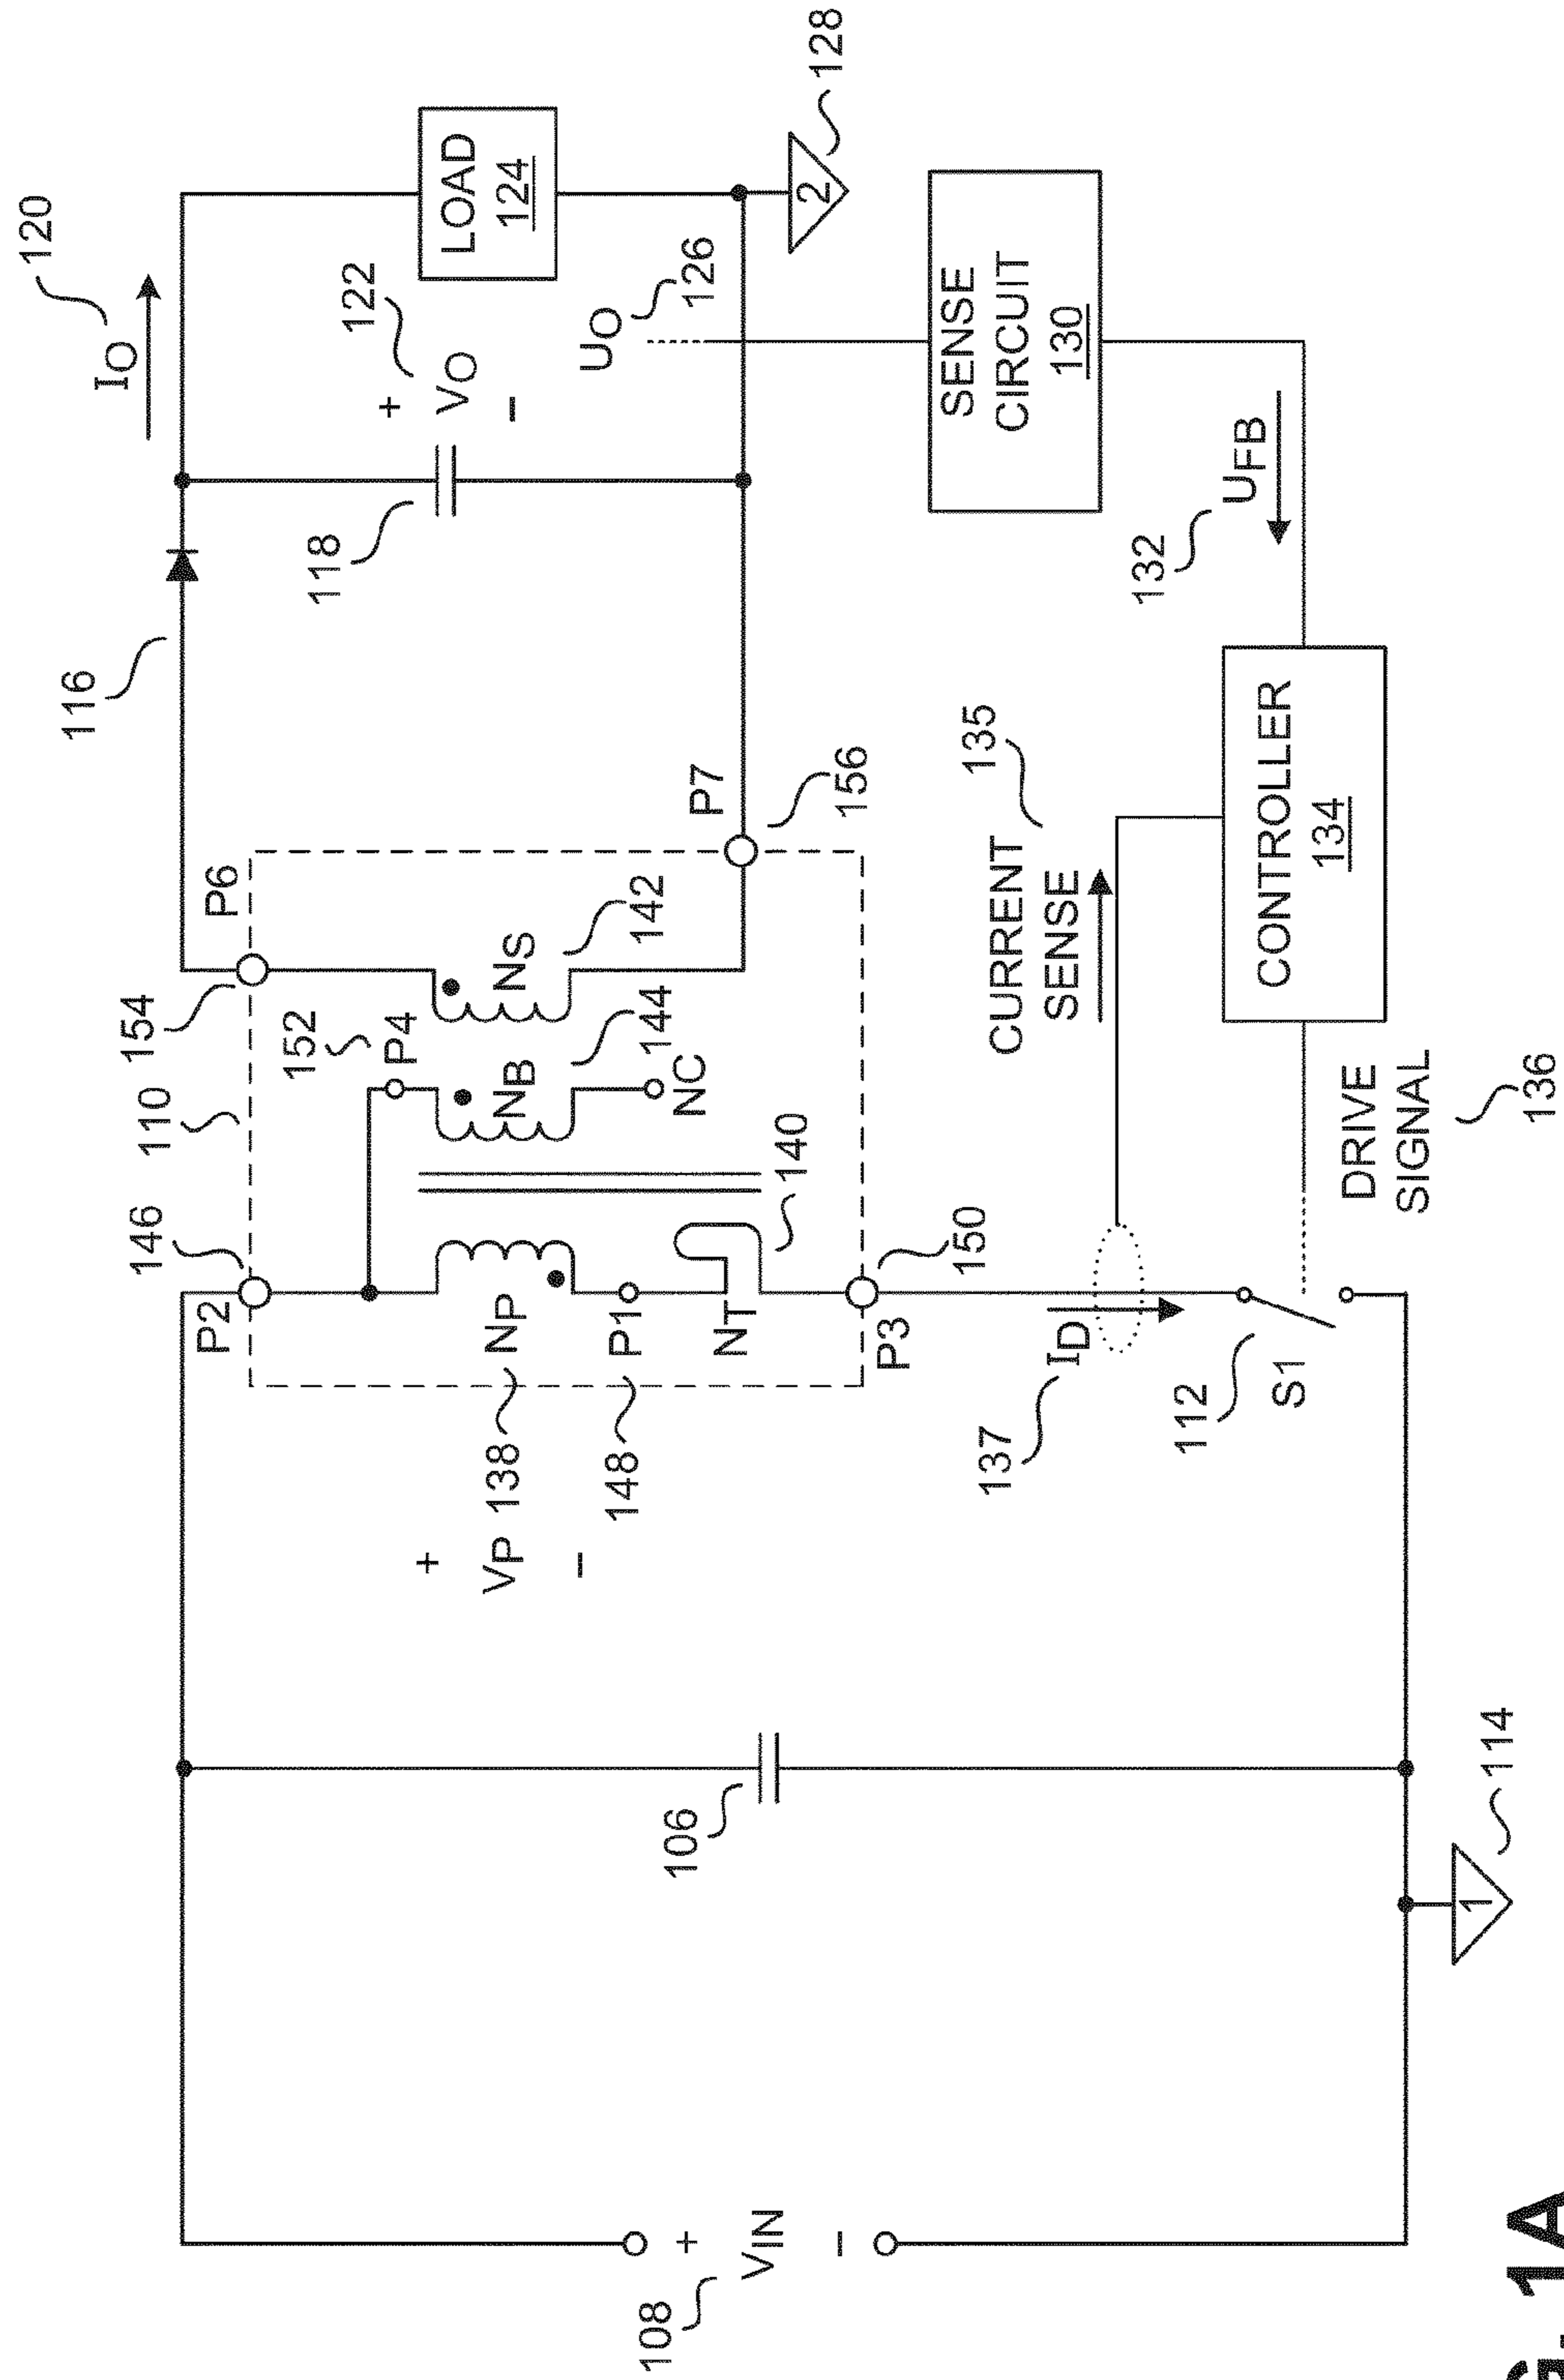 120
IO
116
LOAD
124
122
+
VO
−
118
UO
126
2
128
P6
154
110
146
P2
152
P4
NS
142
NB
144
NC
P7
156
+
VP
−
138
NP
148
P1
NT
140
P3
150
106
108
+
VIN
−
SENSE
CIRCUIT
130
132
UFB
CURRENT
SENSE
135
CONTROLLER
134
137
ID
112
S1
DRIVE
SIGNAL
136
1
114
1A